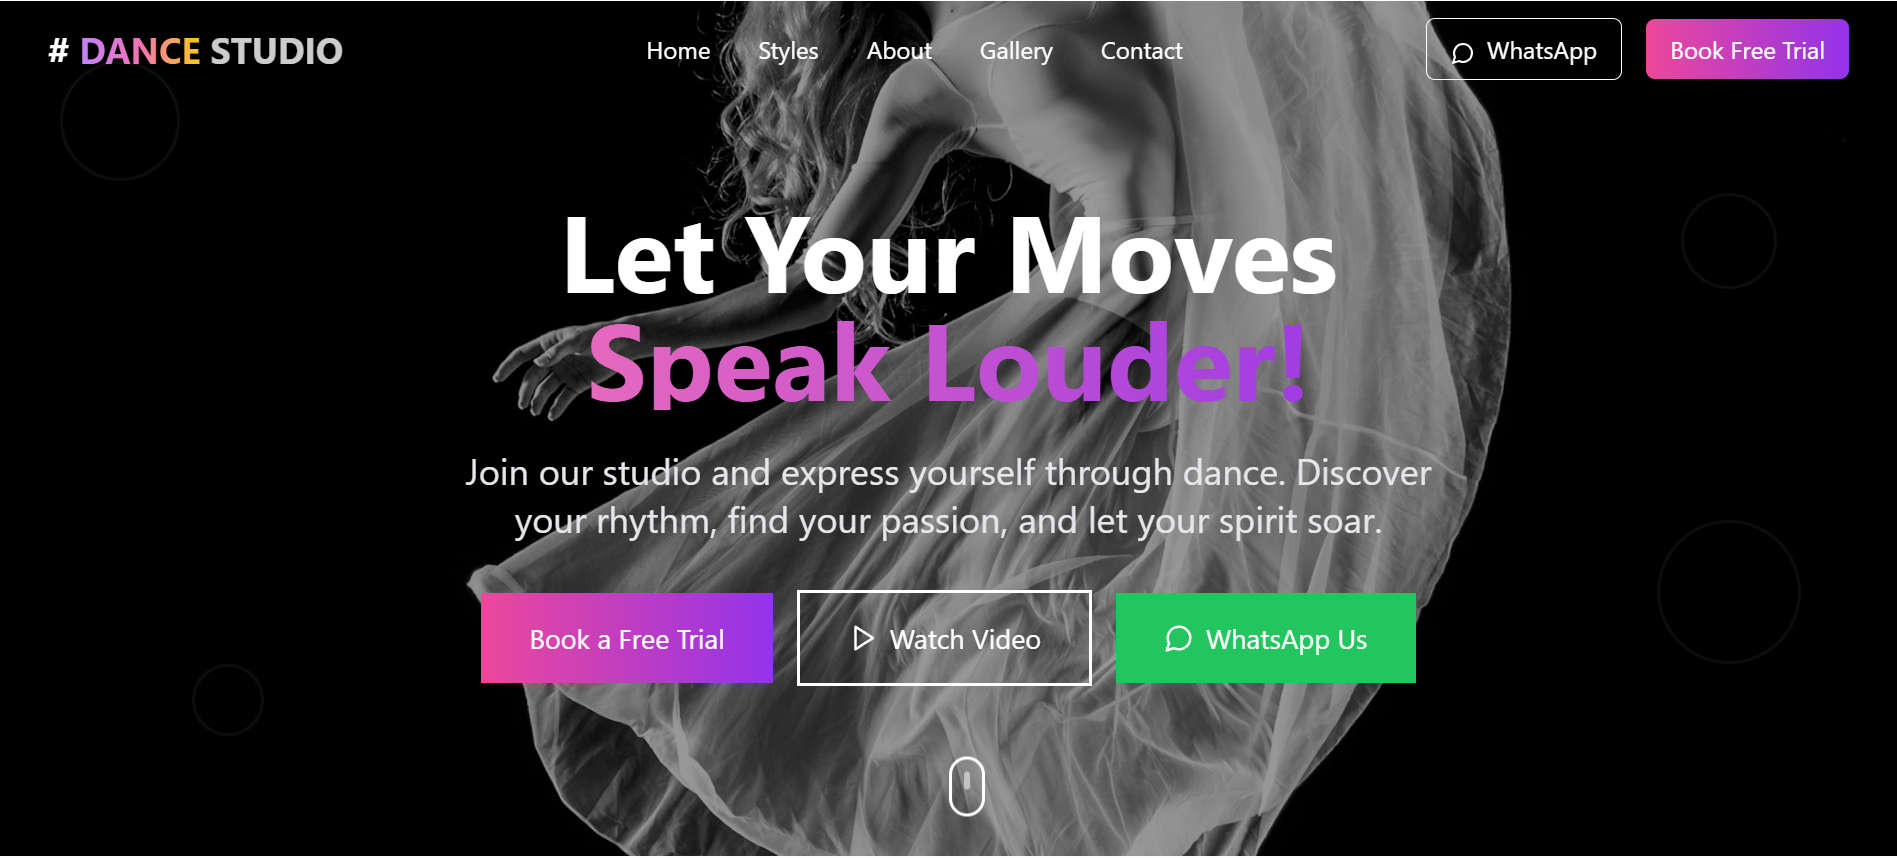 # DANCE STUDIO
Home
Styles
About
Gallery
Contact
WhatsApp
Book Free Trial
Let Your Moves
Speak Louder!
Join our studio and express yourself through dance. Discover
your rhythm, find your passion, and let your spirit soar.
Book a Free Trial
Watch Video
WhatsApp Us